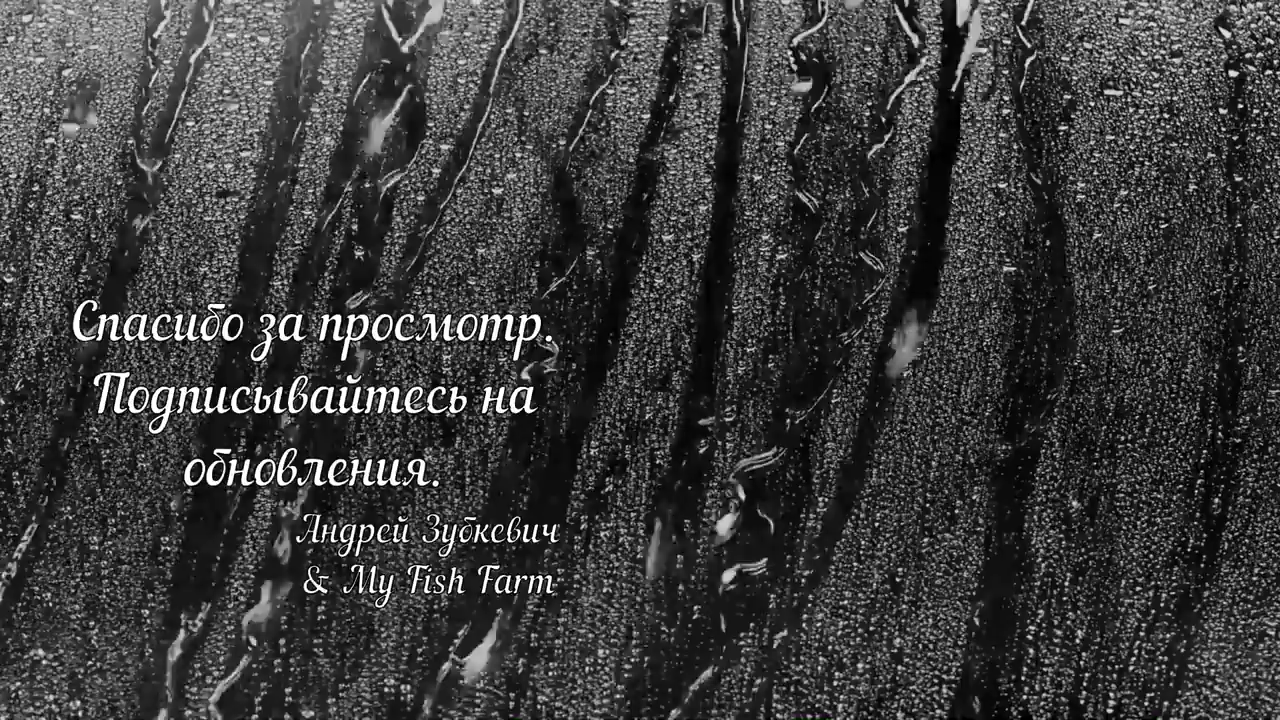 Спасибо за просмотр.
Подписывайтесь на
обновления.
Андрей Зубкевич
& My Fish Farm